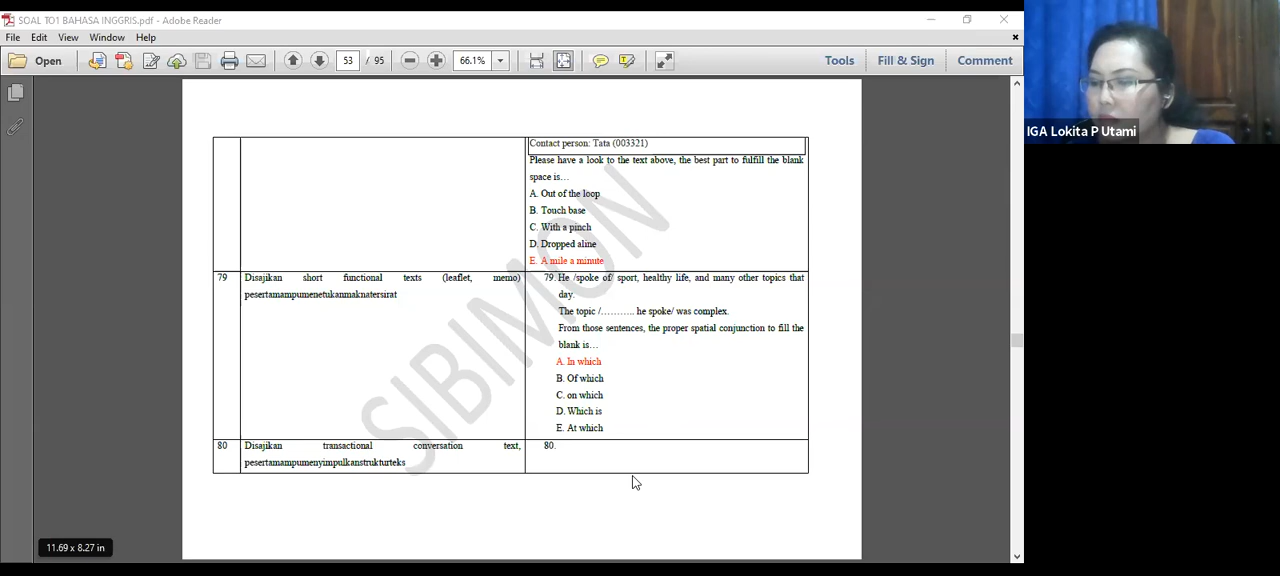 SOAL TO1 BAHASA INGGRIS.pdf - Adobe Reader
File Edit View Window Help
Open 53 / 95 66.1% Tools Fill & Sign Comment
IGA Lokita P Utami
Contact person: Tata (003321)
Please have a look to the text above, the best part to fulfill the blank
space is…
A. Out of the loop
B. Touch base
C. With a pinch
D. Dropped aline
E. A mile a minute
79 Disajikan short functional texts (leaflet, memo)
pesertamampumenetukanmaknatersirat
79. He /spoke of/ sport, healthy life, and many other topics that
day.
The topic /……….. he spoke/ was complex.
From those sentences, the proper spatial conjunction to fill the
blank is…
A. In which
B. Of which
C. on which
D. Which is
E. At which
80 Disajikan transactional conversation text,
pesertamampumenyimpulkanstrukturteks
80.
SIBIMON
11.69 x 8.27 in